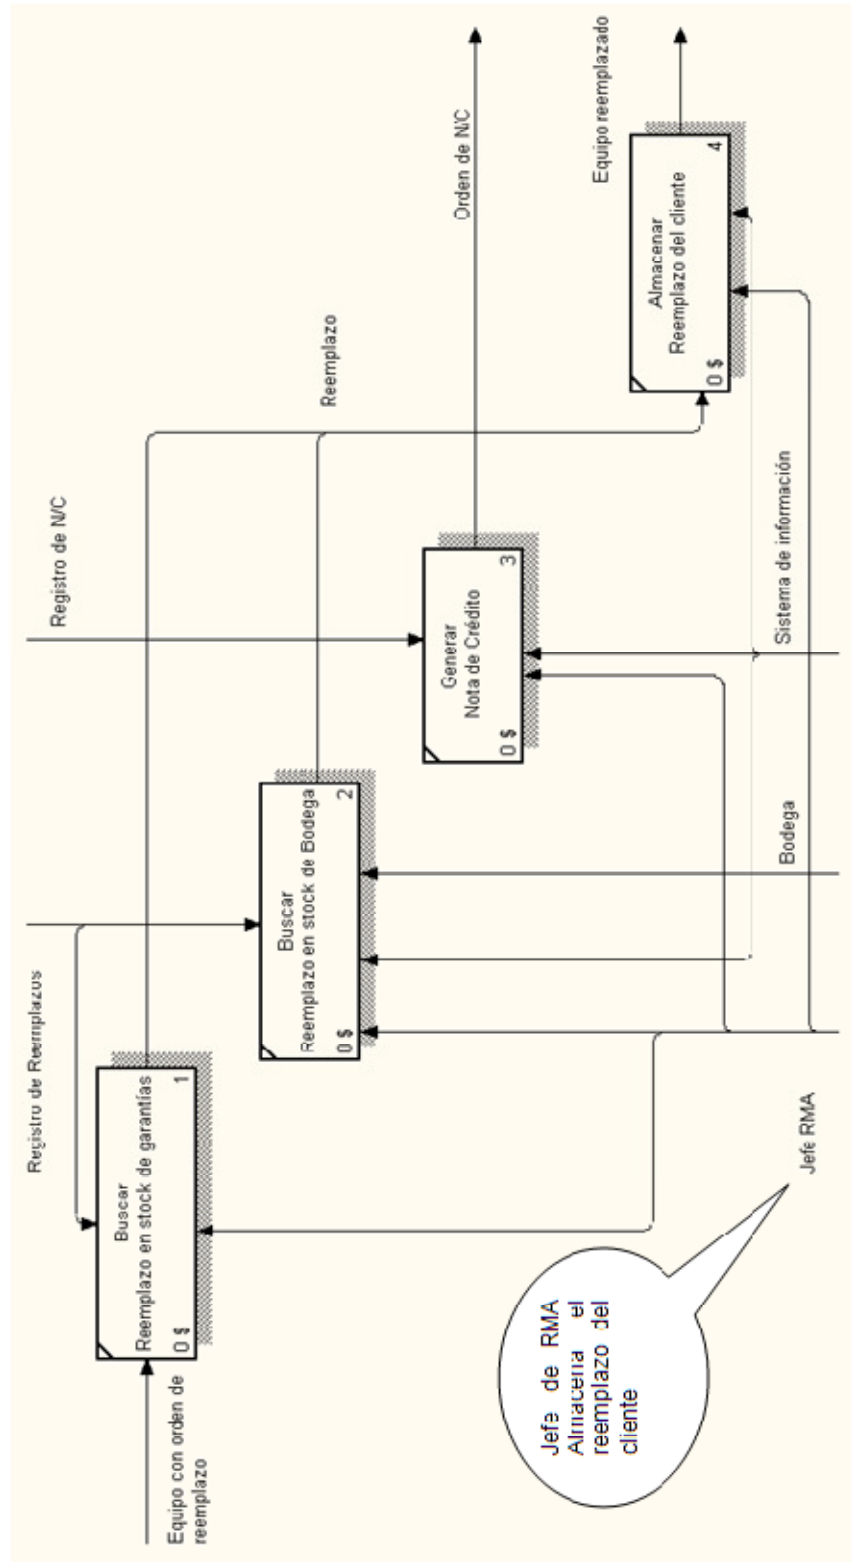 Equipo con orden de
reemplazo
Registro de Reemplazos
Buscar
Reemplazo en stock de garantías
0 $
1
Buscar
Reemplazo en stock de Bodega
0 $
2
Registro de N/C
Generar
Nota de Crédito
0 $
3
Reemplazo
Orden de N/C
Equipo reemplazado
Almacenar
Reemplazo del cliente
0 $
4
Jefe RMA
Bodega
Sistema de información
Jefe de RMA
Almacena el
reemplazo del
cliente